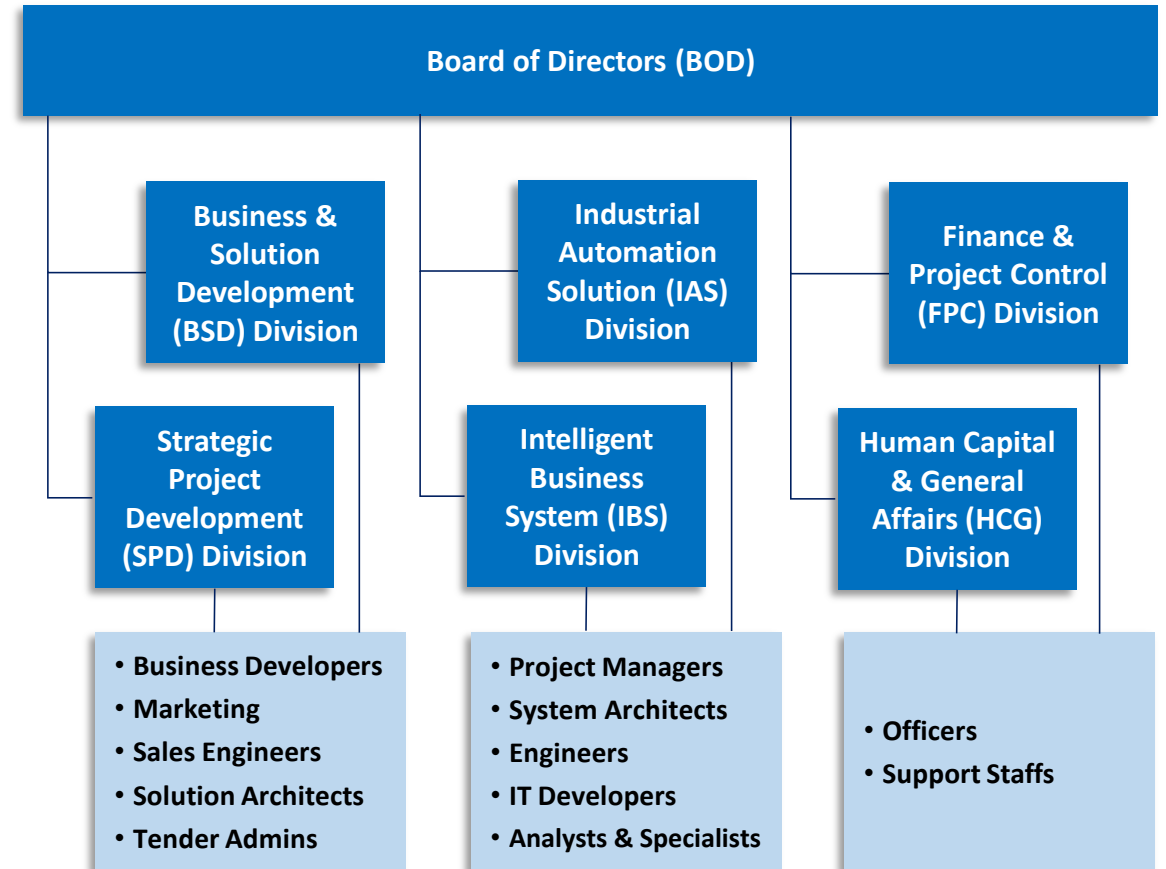 Board of Directors (BOD)
Business &
Solution
Development
(BSD) Division
Industrial
Automation
Solution (IAS)
Division
Finance &
Project Control
(FPC) Division
Strategic
Project
Development
(SPD) Division
Intelligent
Business
System (IBS)
Division
Human Capital
& General
Affairs (HCG)
Division
• Business Developers
• Marketing
• Sales Engineers
• Solution Architects
• Tender Admins
• Project Managers
• System Architects
• Engineers
• IT Developers
• Analysts & Specialists
• Officers
• Support Staffs